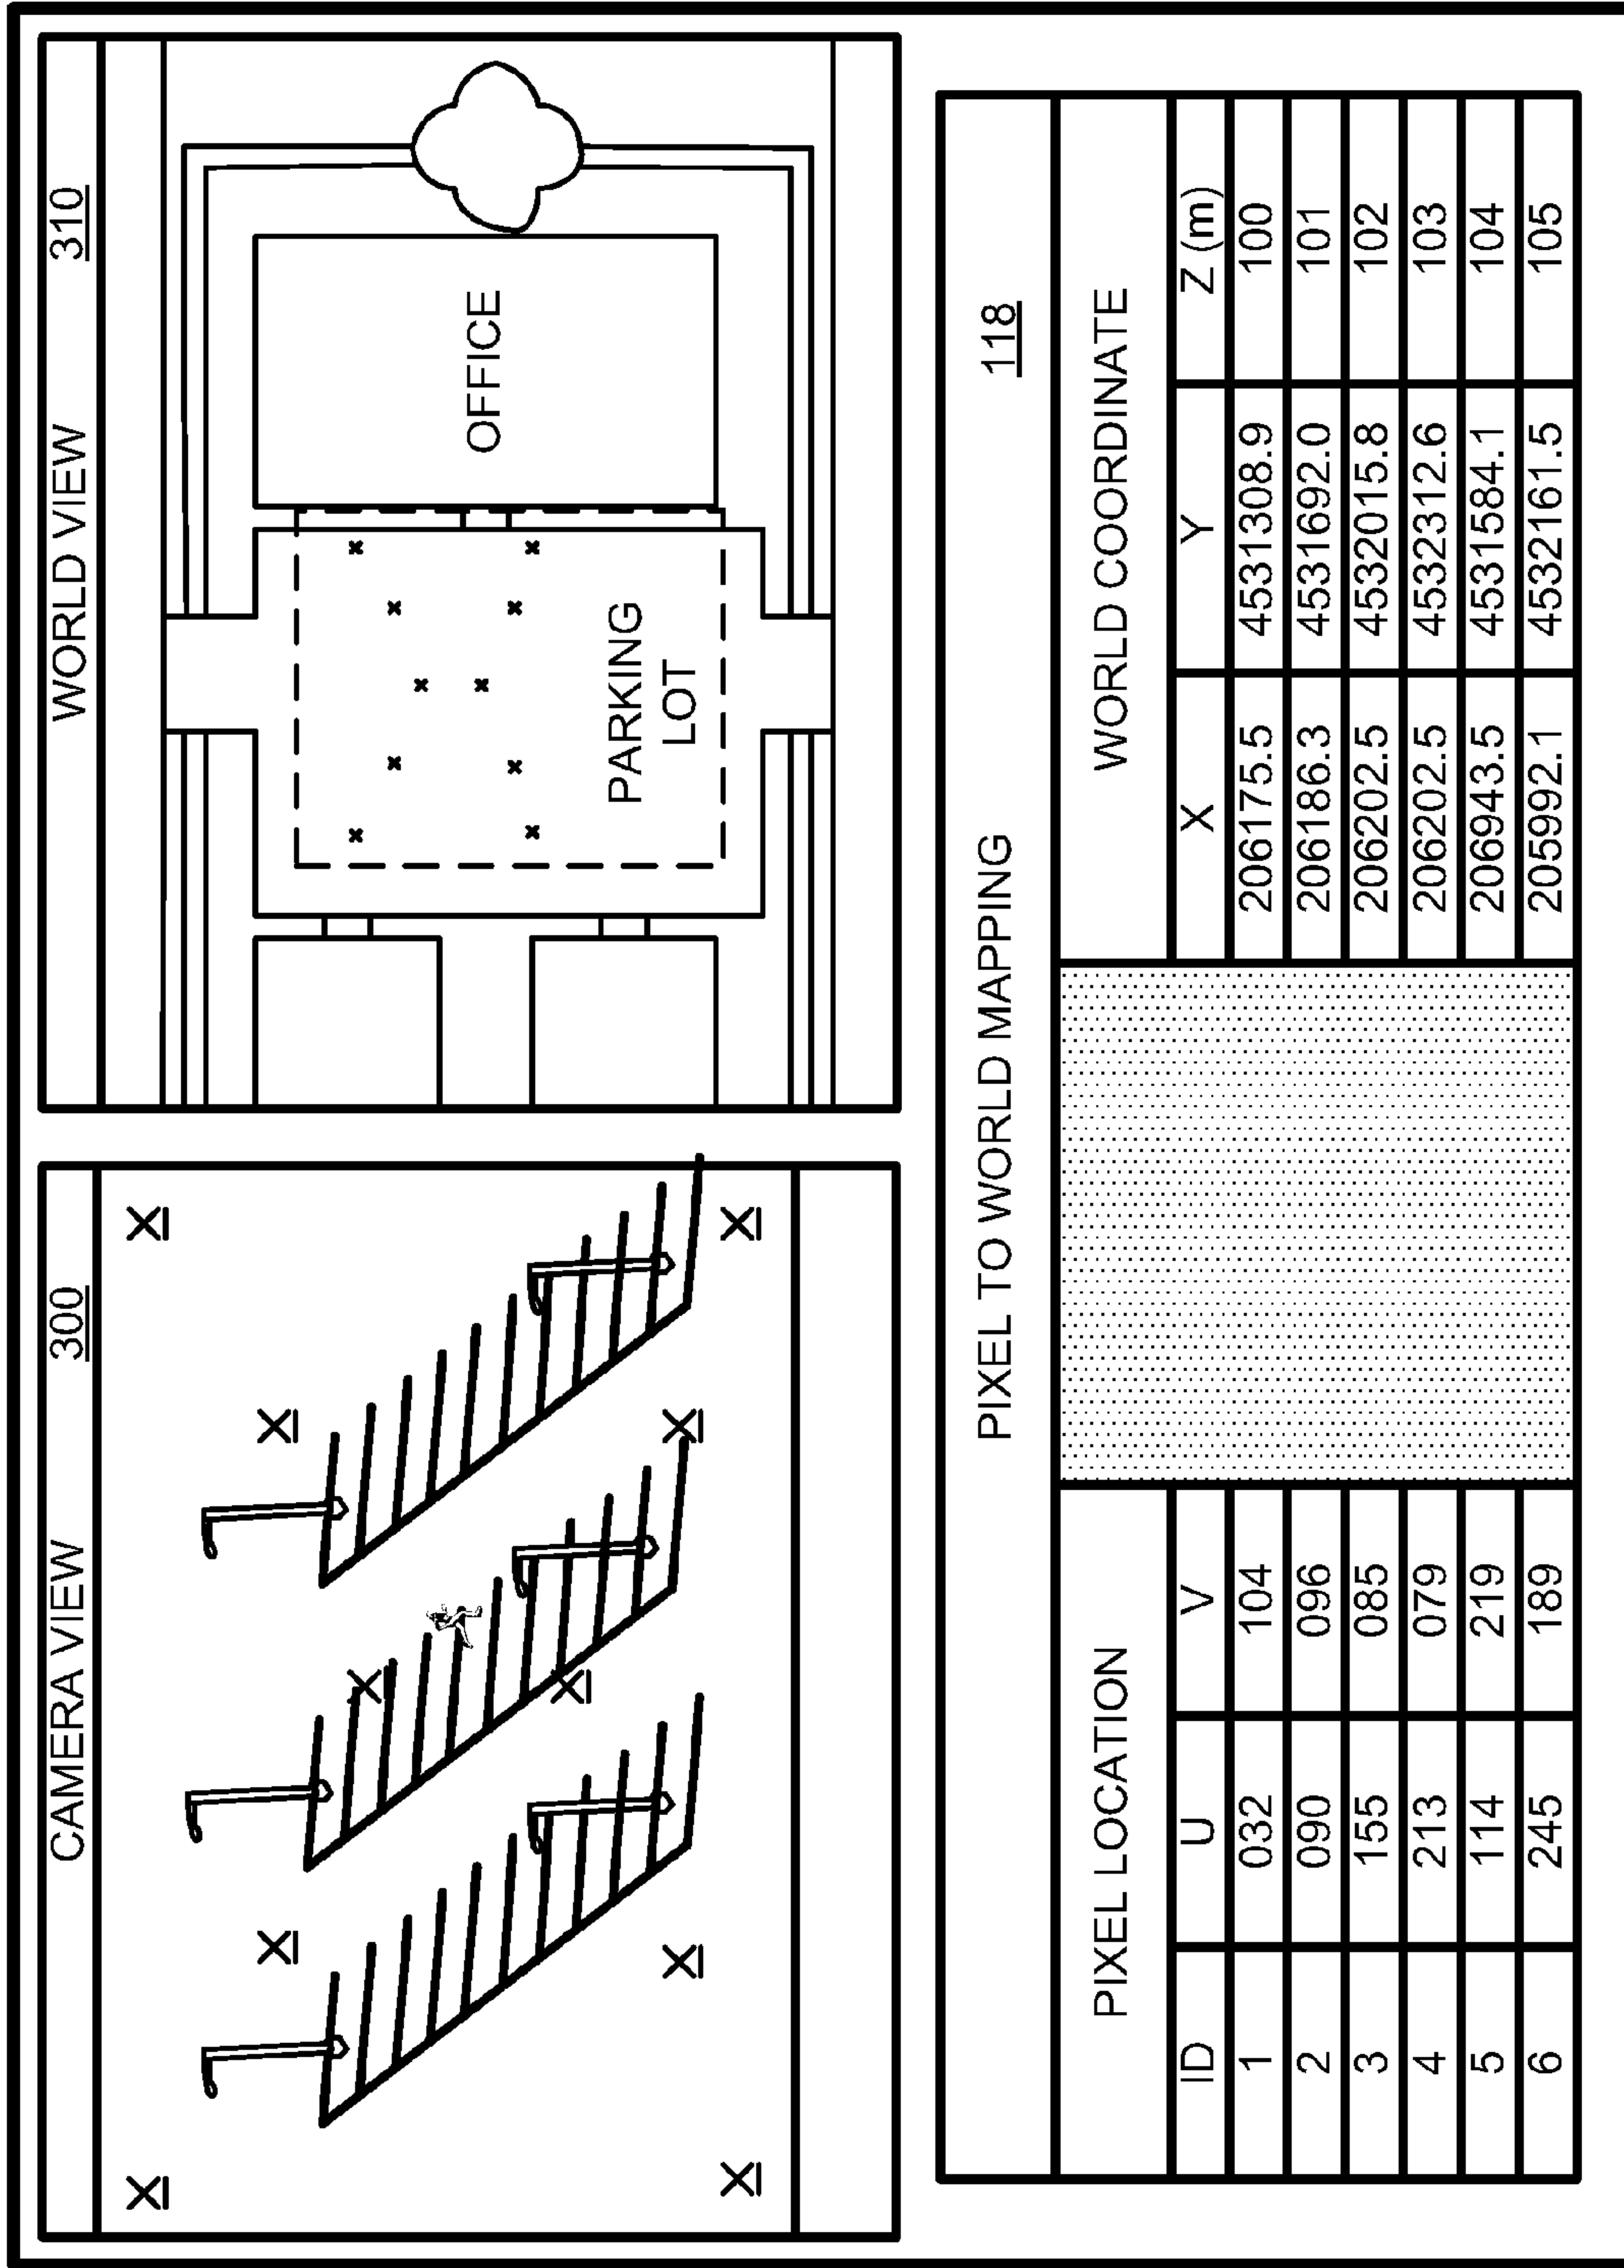 CAMERA VIEW 300
X
X
X
X
X
X
X
X
X
X
WORLD VIEW 310
OFFICE
PARKING
LOT
x
x
x
x
x
x
x
x
x
x
PIXEL TO WORLD MAPPING 118
PIXEL LOCATION WORLD COORDINATE
ID U V X Y Z (m)
1 032 104 206175.5 4531308.9 100
2 090 096 206186.3 4531692.0 101
3 155 085 206202.5 4532015.8 102
4 213 079 206202.5 4532312.6 103
5 114 219 206943.5 4531584.1 104
6 245 189 205992.1 4532161.5 105